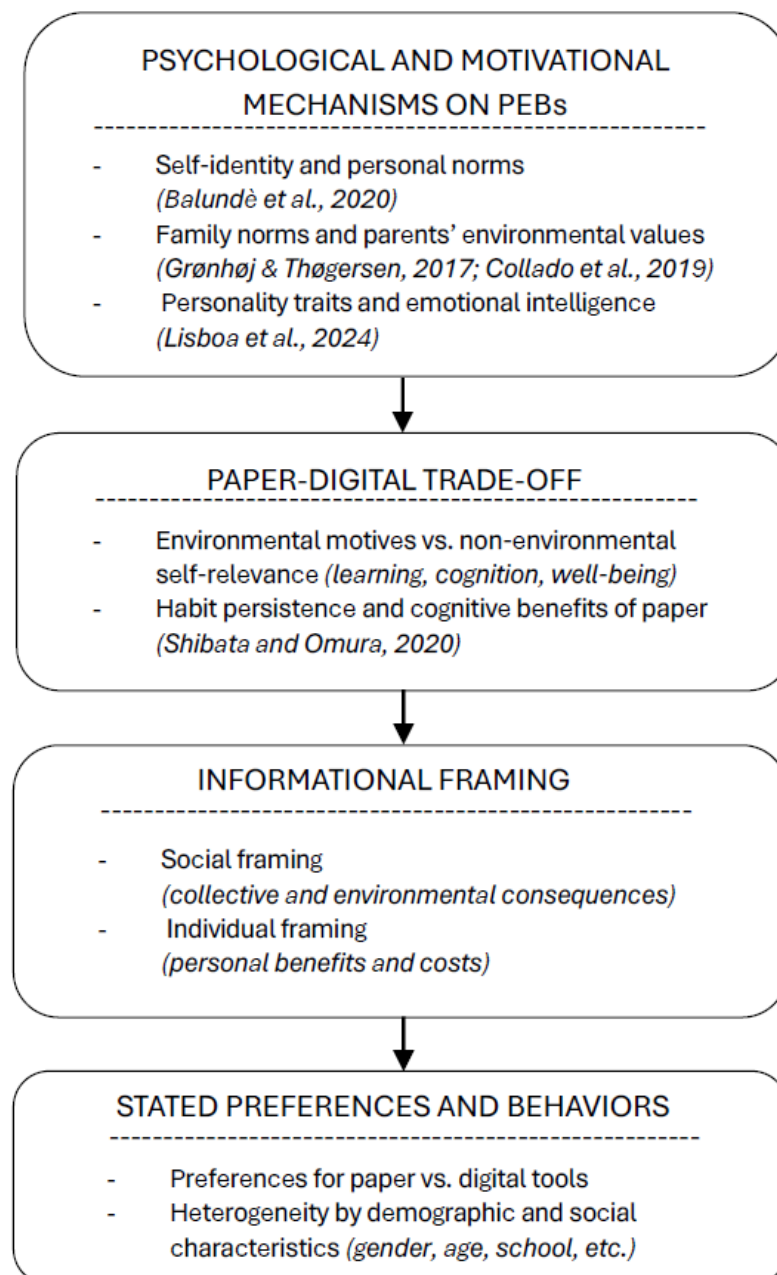 PSYCHOLOGICAL AND MOTIVATIONAL
MECHANISMS ON PEBs
- Self-identity and personal norms
(Balundè et al., 2020)
- Family norms and parents’ environmental values
(Grønhøj & Thøgersen, 2017; Collado et al., 2019)
- Personality traits and emotional intelligence
(Lisboa et al., 2024)
PAPER-DIGITAL TRADE-OFF
- Environmental motives vs. non-environmental
self-relevance (learning, cognition, well-being)
- Habit persistence and cognitive benefits of paper
(Shibata and Omura, 2020)
INFORMATIONAL FRAMING
- Social framing
(collective and environmental consequences)
- Individual framing
(personal benefits and costs)
STATED PREFERENCES AND BEHAVIORS
- Preferences for paper vs. digital tools
- Heterogeneity by demographic and social
characteristics (gender, age, school, etc.)